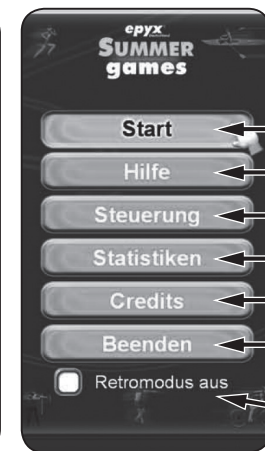 epyx
SUMMER
games
Start
Hilfe
Steuerung
Statistiken
Credits
Beenden
Retromodus aus